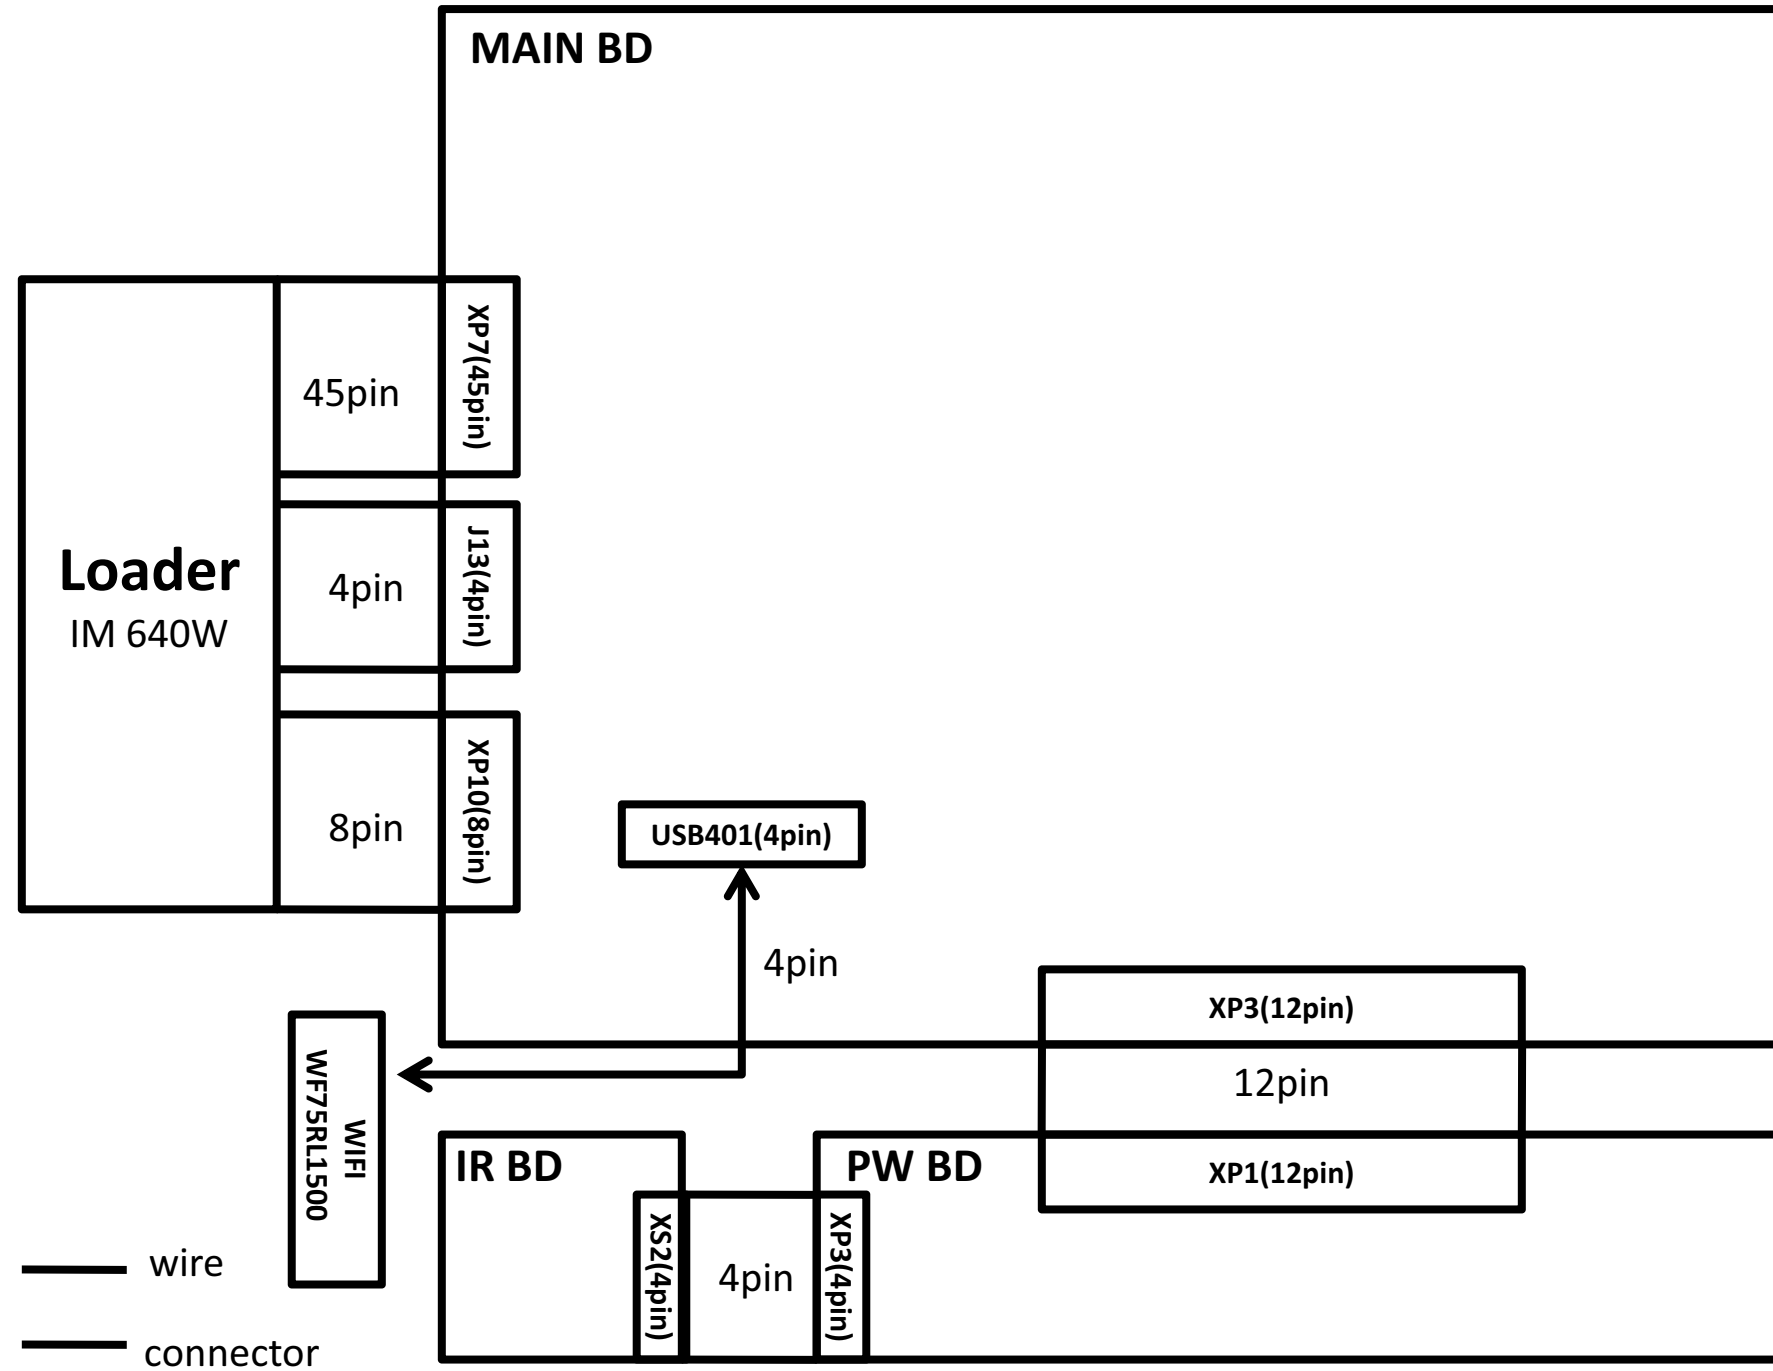 MAIN BD
XP7(45pin)
45pin
J13(4pin)
Loader
IM 640W
4pin
XP10(8pin)
8pin
USB401(4pin)
4pin
XP3(12pin)
12pin
WIFI
WF75RL1500
IR BD
PW BD
XP1(12pin)
XS2(4pin)
4pin
XP3(4pin)
wire
connector